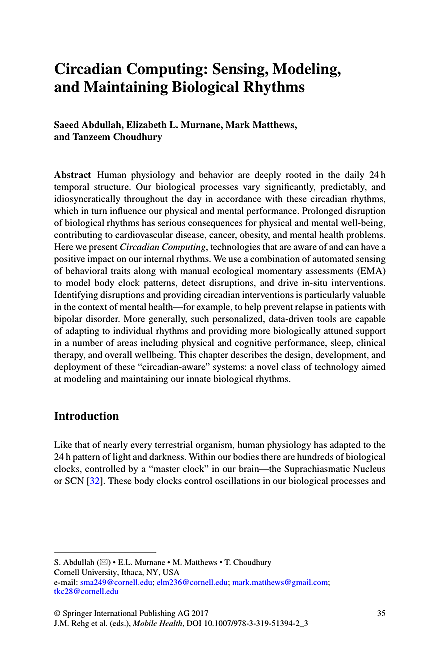 Circadian Computing: Sensing, Modeling,
and Maintaining Biological Rhythms
Saeed Abdullah, Elizabeth L. Murnane, Mark Matthews,
and Tanzeem Choudhury
Abstract Human physiology and behavior are deeply rooted in the daily 24 h
temporal structure. Our biological processes vary significantly, predictably, and
idiosyncratically throughout the day in accordance with these circadian rhythms,
which in turn influence our physical and mental performance. Prolonged disruption
of biological rhythms has serious consequences for physical and mental well-being,
contributing to cardiovascular disease, cancer, obesity, and mental health problems.
Here we present Circadian Computing, technologies that are aware of and can have a
positive impact on our internal rhythms. We use a combination of automated sensing
of behavioral traits along with manual ecological momentary assessments (EMA)
to model body clock patterns, detect disruptions, and drive in-situ interventions.
Identifying disruptions and providing circadian interventions is particularly valuable
in the context of mental health—for example, to help prevent relapse in patients with
bipolar disorder. More generally, such personalized, data-driven tools are capable
of adapting to individual rhythms and providing more biologically attuned support
in a number of areas including physical and cognitive performance, sleep, clinical
therapy, and overall wellbeing. This chapter describes the design, development, and
deployment of these “circadian-aware” systems: a novel class of technology aimed
at modeling and maintaining our innate biological rhythms.
Introduction
Like that of nearly every terrestrial organism, human physiology has adapted to the
24 h pattern of light and darkness. Within our bodies there are hundreds of biological
clocks, controlled by a “master clock” in our brain—the Suprachiasmatic Nucleus
or SCN [32]. These body clocks control oscillations in our biological processes and
S. Abdullah (✉) • E.L. Murnane • M. Matthews • T. Choudhury
Cornell University, Ithaca, NY, USA
e-mail: sma249@cornell.edu; elm236@cornell.edu; mark.matthews@gmail.com;
tkc28@cornell.edu
© Springer International Publishing AG 2017 35
J.M. Rehg et al. (eds.), Mobile Health, DOI 10.1007/978-3-319-51394-2_3